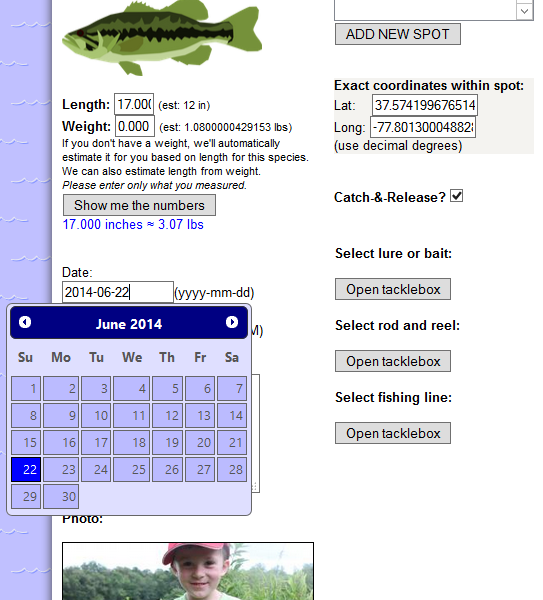 Length: 17.000 (est: 12 in)
Weight: 0.000 (est: 1.0800000429153 lbs)
If you don't have a weight, we'll automatically
estimate it for you based on length for this species.
We can also estimate length from weight.
Please enter only what you measured.
Show me the numbers
17.000 inches ≈ 3.07 lbs
Date:
2014-06-22 (yyyy-mm-dd)
M)
June 2014
Su Mo Tu We Th Fr Sa
1 2 3 4 5 6 7
8 9 10 11 12 13 14
15 16 17 18 19 20 21
22 23 24 25 26 27 28
29 30
Photo:
ADD NEW SPOT
Exact coordinates within spot:
Lat: 37.574199676514
Long: -77.80130004882
(use decimal degrees)
Catch-&-Release?
Select lure or bait:
Open tacklebox
Select rod and reel:
Open tacklebox
Select fishing line:
Open tacklebox